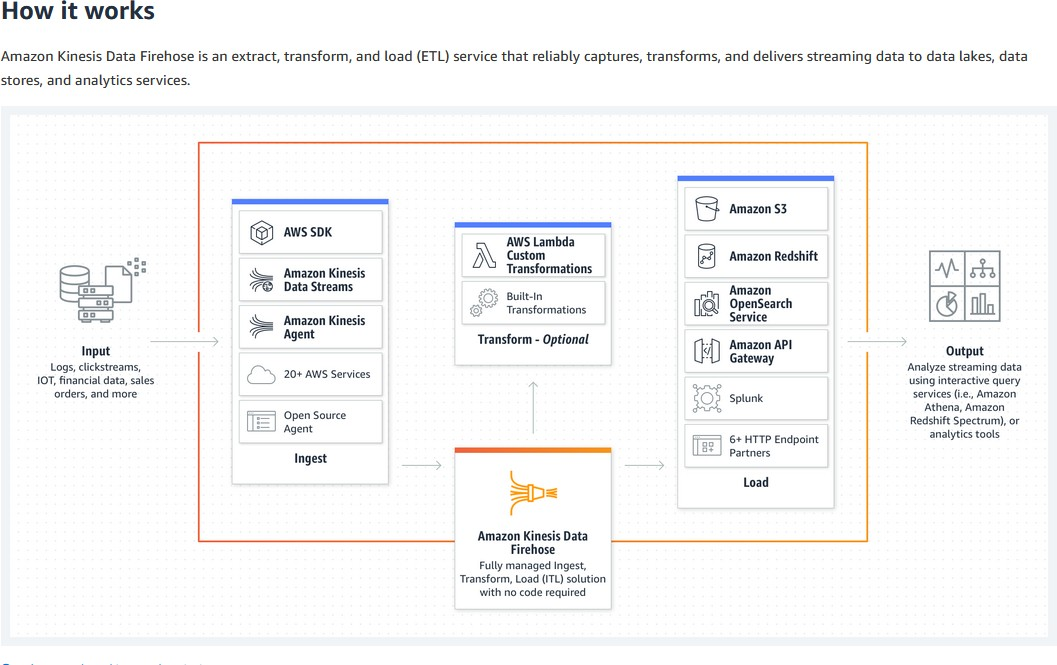 How it works
Amazon Kinesis Data Firehose is an extract, transform, and load (ETL) service that reliably captures, transforms, and delivers streaming data to data lakes, data
stores, and analytics services.
Input
Logs, clickstreams,
IOT, financial data, sales
orders, and more
AWS SDK
Amazon Kinesis
Data Streams
Amazon Kinesis
Agent
20+ AWS Services
Open Source
Agent
Ingest
AWS Lambda
Custom
Transformations
Built-In
Transformations
Transform - Optional
Amazon Kinesis Data
Firehose
Fully managed Ingest,
Transform, Load (ITL) solution
with no code required
Amazon S3
Amazon Redshift
Amazon
OpenSearch
Service
Amazon API
Gateway
Splunk
6+ HTTP Endpoint
Partners
Load
Output
Analyze streaming data
using interactive query
services (i.e., Amazon
Athena, Amazon
Redshift Spectrum), or
analytics tools